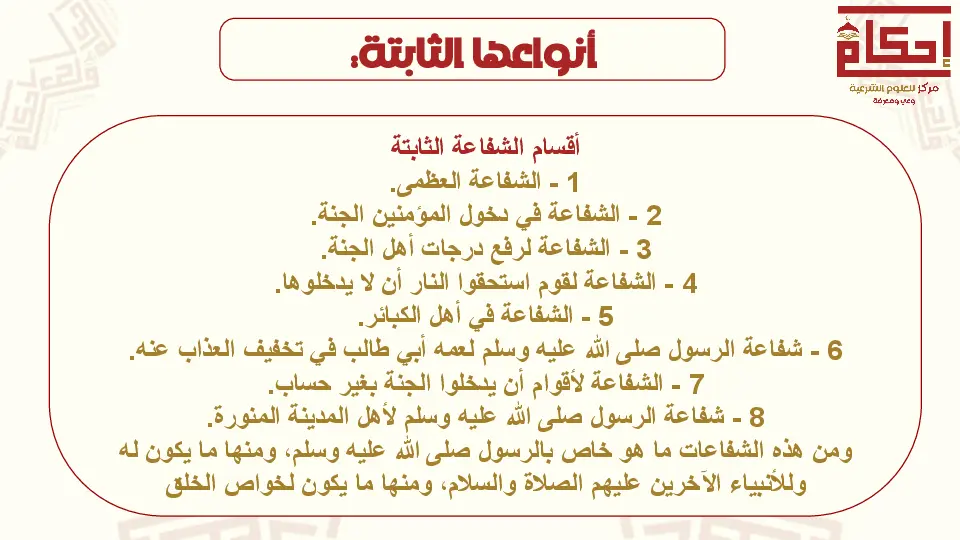 إحكام
مركز للعلوم الشرعية
وعي ومعرفة
أنواعها الثابتة:
أقسام الشفاعة الثابتة
1 - الشفاعة العظمى.
2 - الشفاعة في دخول المؤمنين الجنة.
3 - الشفاعة لرفع درجات أهل الجنة.
4 - الشفاعة لقوم استحقوا النار أن لا يدخلوها.
5 - الشفاعة في أهل الكبائر.
6 - شفاعة الرسول صلى الله عليه وسلم لعمه أبي طالب في تخفيف العذاب عنه.
7 - الشفاعة لأقوام أن يدخلوا الجنة بغير حساب.
8 - شفاعة الرسول صلى الله عليه وسلم لأهل المدينة المنورة.
ومن هذه الشفاعات ما هو خاص بالرسول صلى الله عليه وسلم، ومنها ما يكون له
وللأنبياء الآخرين عليهم الصلاة والسلام، ومنها ما يكون لخواص الخلق